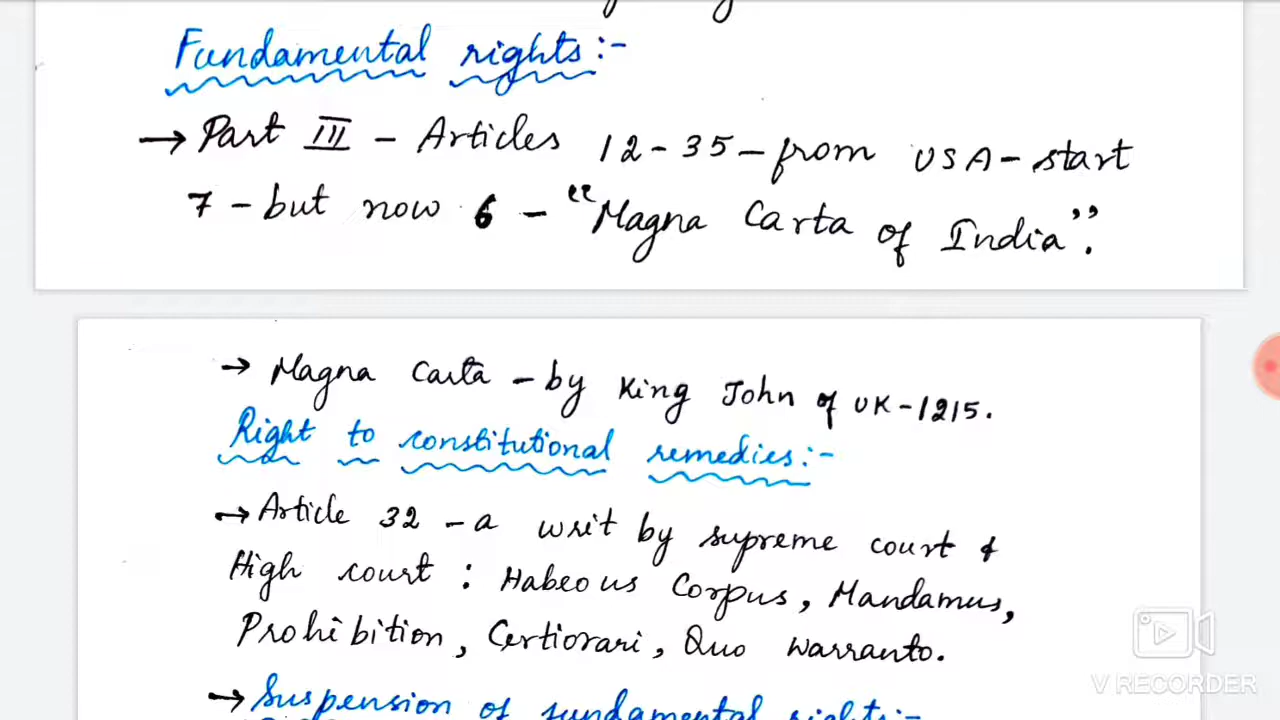 Fundamental rights:-
→ Part III - Articles 12-35 - from USA - start
7 - but now 6 - "Magna Carta of India".
→ Magna Carta - by King John of UK - 1215.
Right to constitutional remedies:-
→ Article 32 - a writ by supreme court &
High court : Habeous Corpus, Mandamus,
Prohibition, Certiorari, Quo Warranto.
→ Suspension of fundamental rights:-
V RECORDER